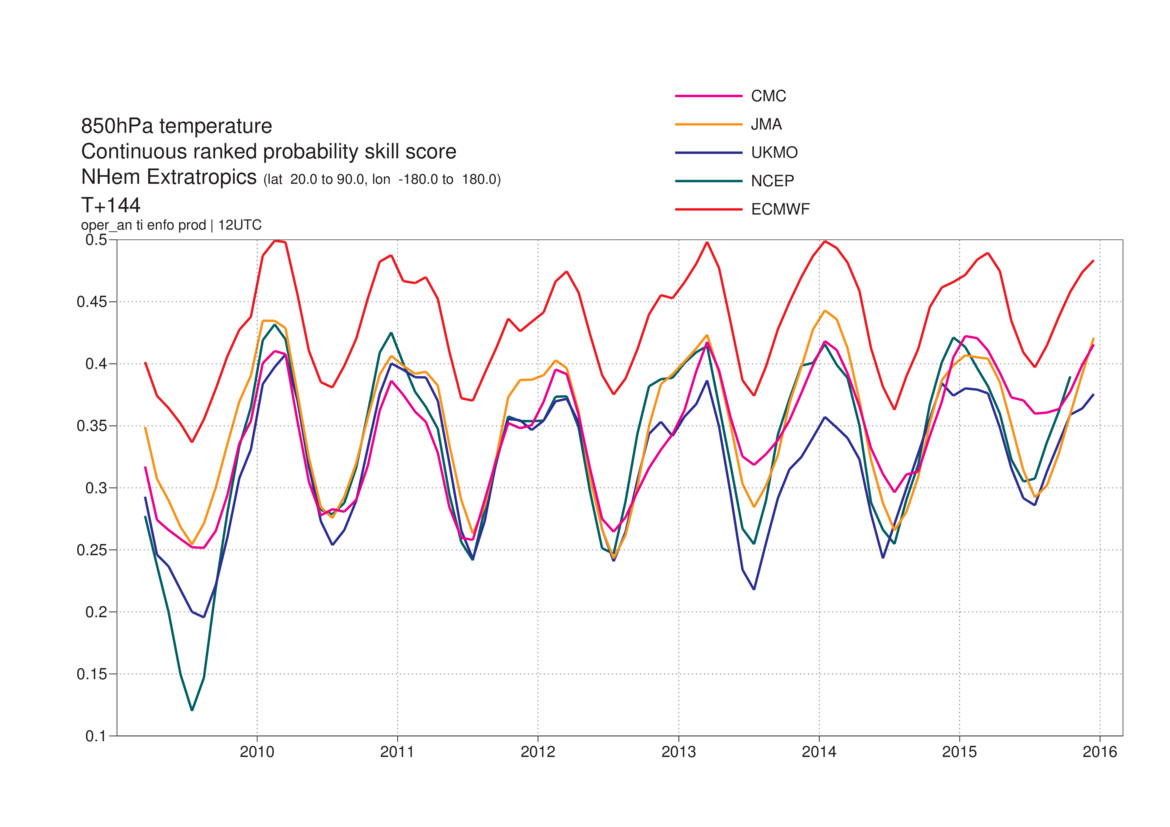 CMC
JMA
UKMO
NCEP
ECMWF
850hPa temperature
Continuous ranked probability skill score
NHem Extratropics (lat  20.0 to 90.0, lon  -180.0 to  180.0)
T+144
oper_an ti enfo prod | 12UTC
0.5
0.45
0.4
0.35
0.3
0.25
0.2
0.15
0.1
2010 2011 2012 2013 2014 2015 2016